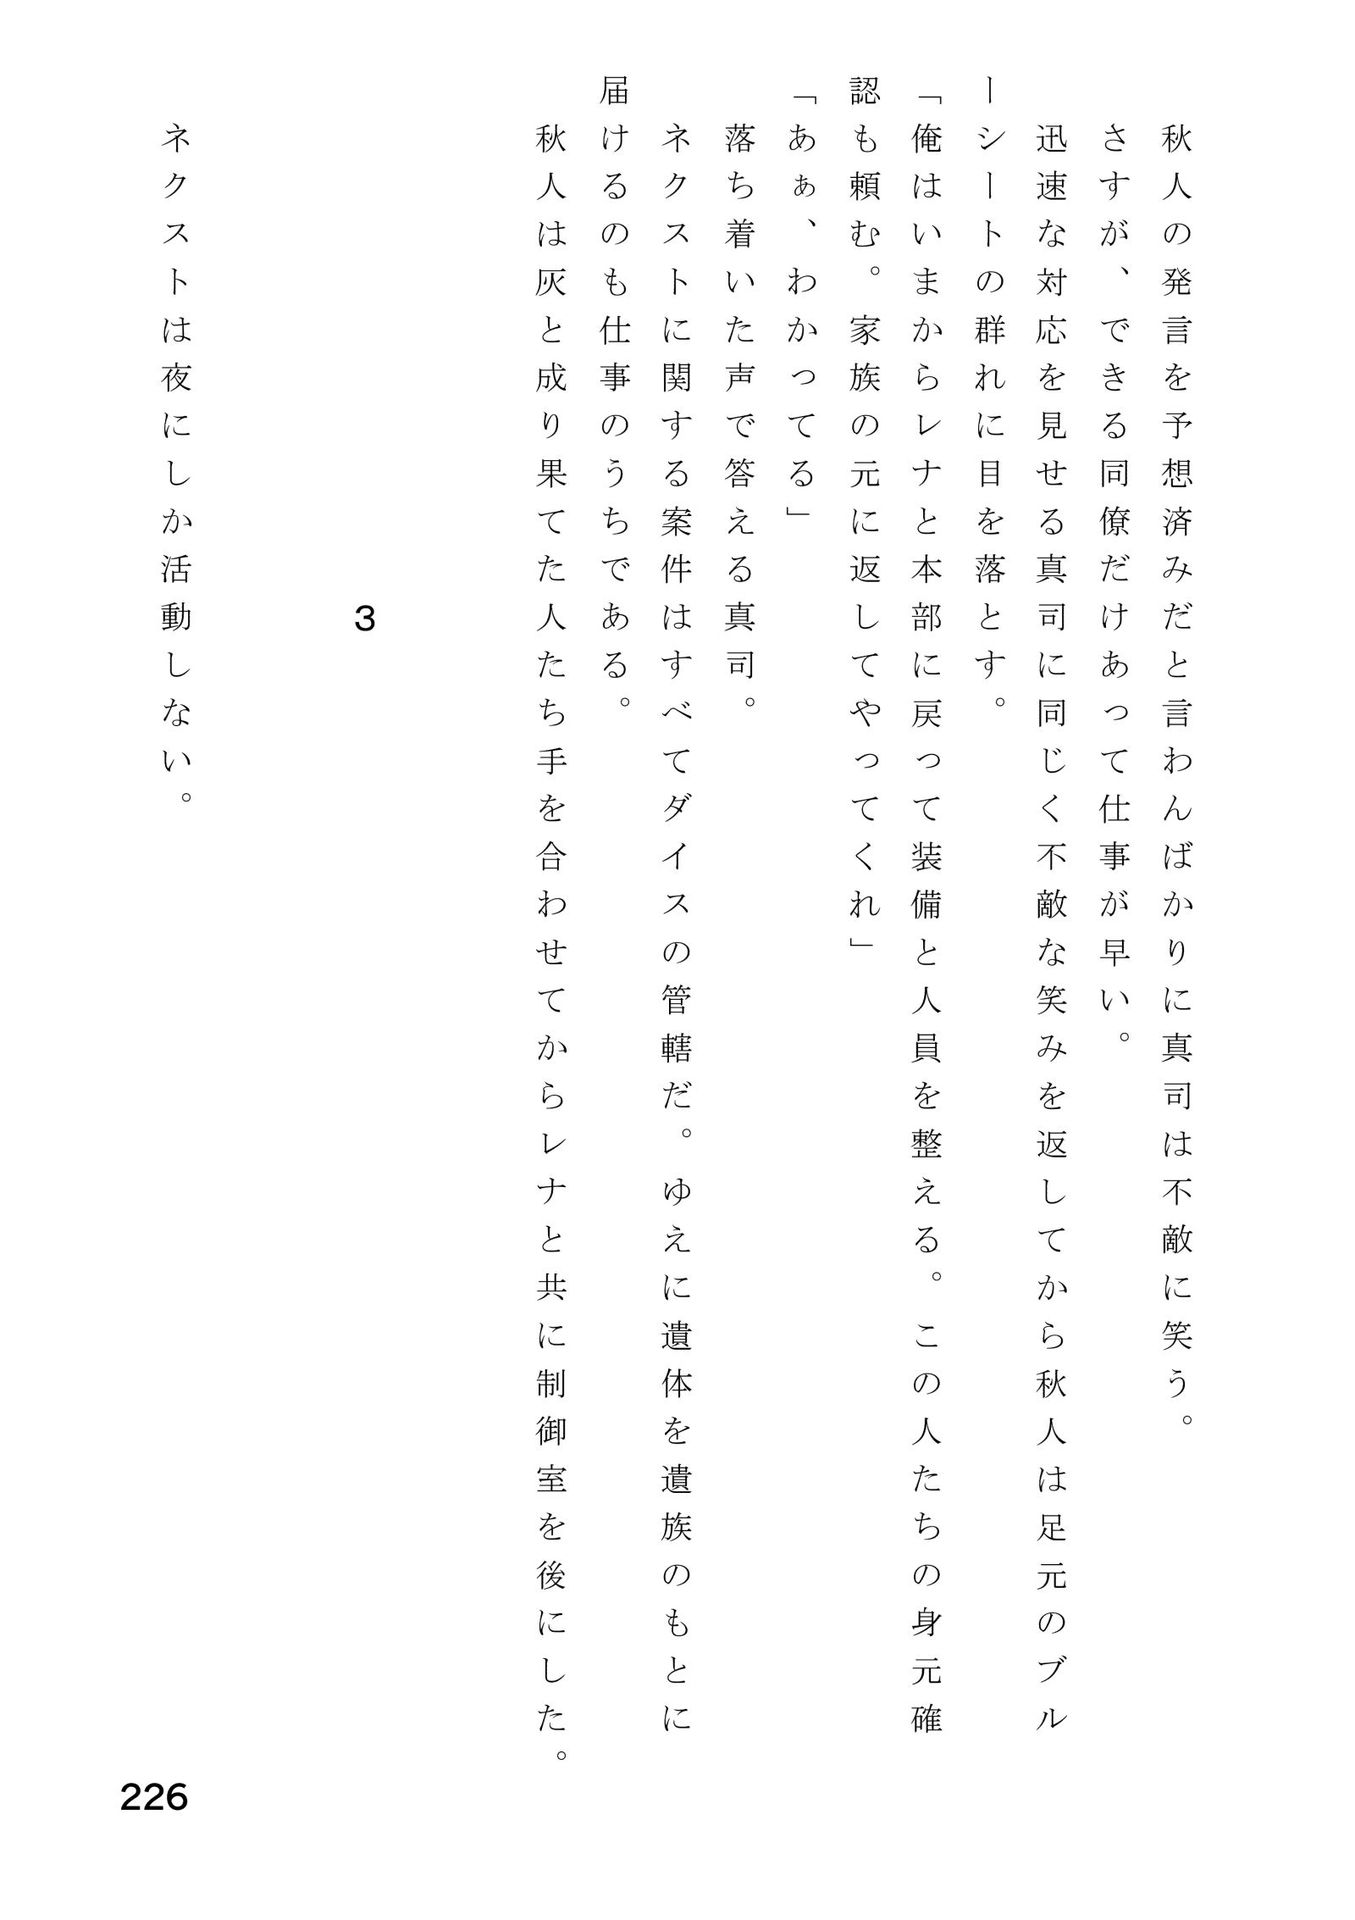 秋人の発言を予想済みだと言わんばかりに真司は不敵に笑う。
　さすが、できる同僚だけあって仕事が早い。
　迅速な対応を見せる真司に同じく不敵な笑みを返してから秋人は足元のブル
ーシートの群れに目を落とす。
「俺はいまからレナと本部に戻って装備と人員を整える。この人たちの身元確
認も頼む。家族の元に返してやってくれ」
「あぁ、わかってる」
　落ち着いた声で答える真司。
　ネクストに関する案件はすべてダイスの管轄だ。ゆえに遺体を遺族のもとに
届けるのも仕事のうちである。
　秋人は灰と成り果てた人たち手を合わせてからレナと共に制御室を後にした。
3
　ネクストは夜にしか活動しない。
226